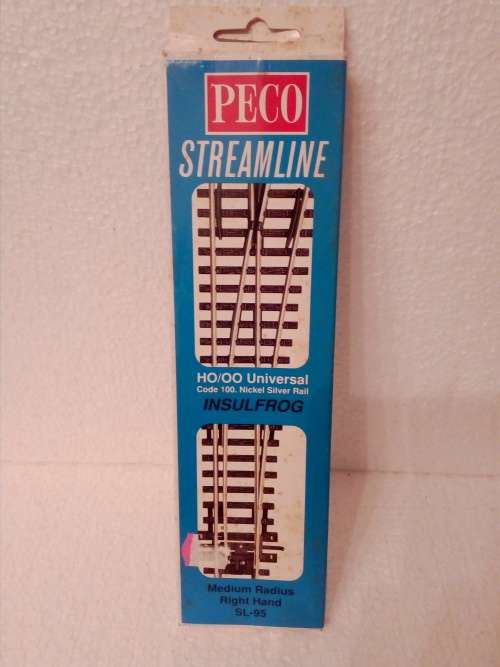 PECO
STREAMLINE
HO/OO Universal
Code 100. Nickel Silver Rail
INSULFROG
Medium Radius
Right Hand
SL-95